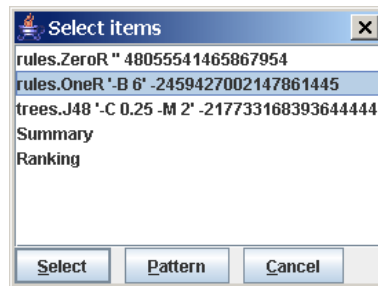 Select items
rules.ZeroR '' 48055541465867954
rules.OneR '-B 6' -2459427002147861445
trees.J48 '-C 0.25 -M 2' -217733168393644444
Summary
Ranking
Select Pattern Cancel